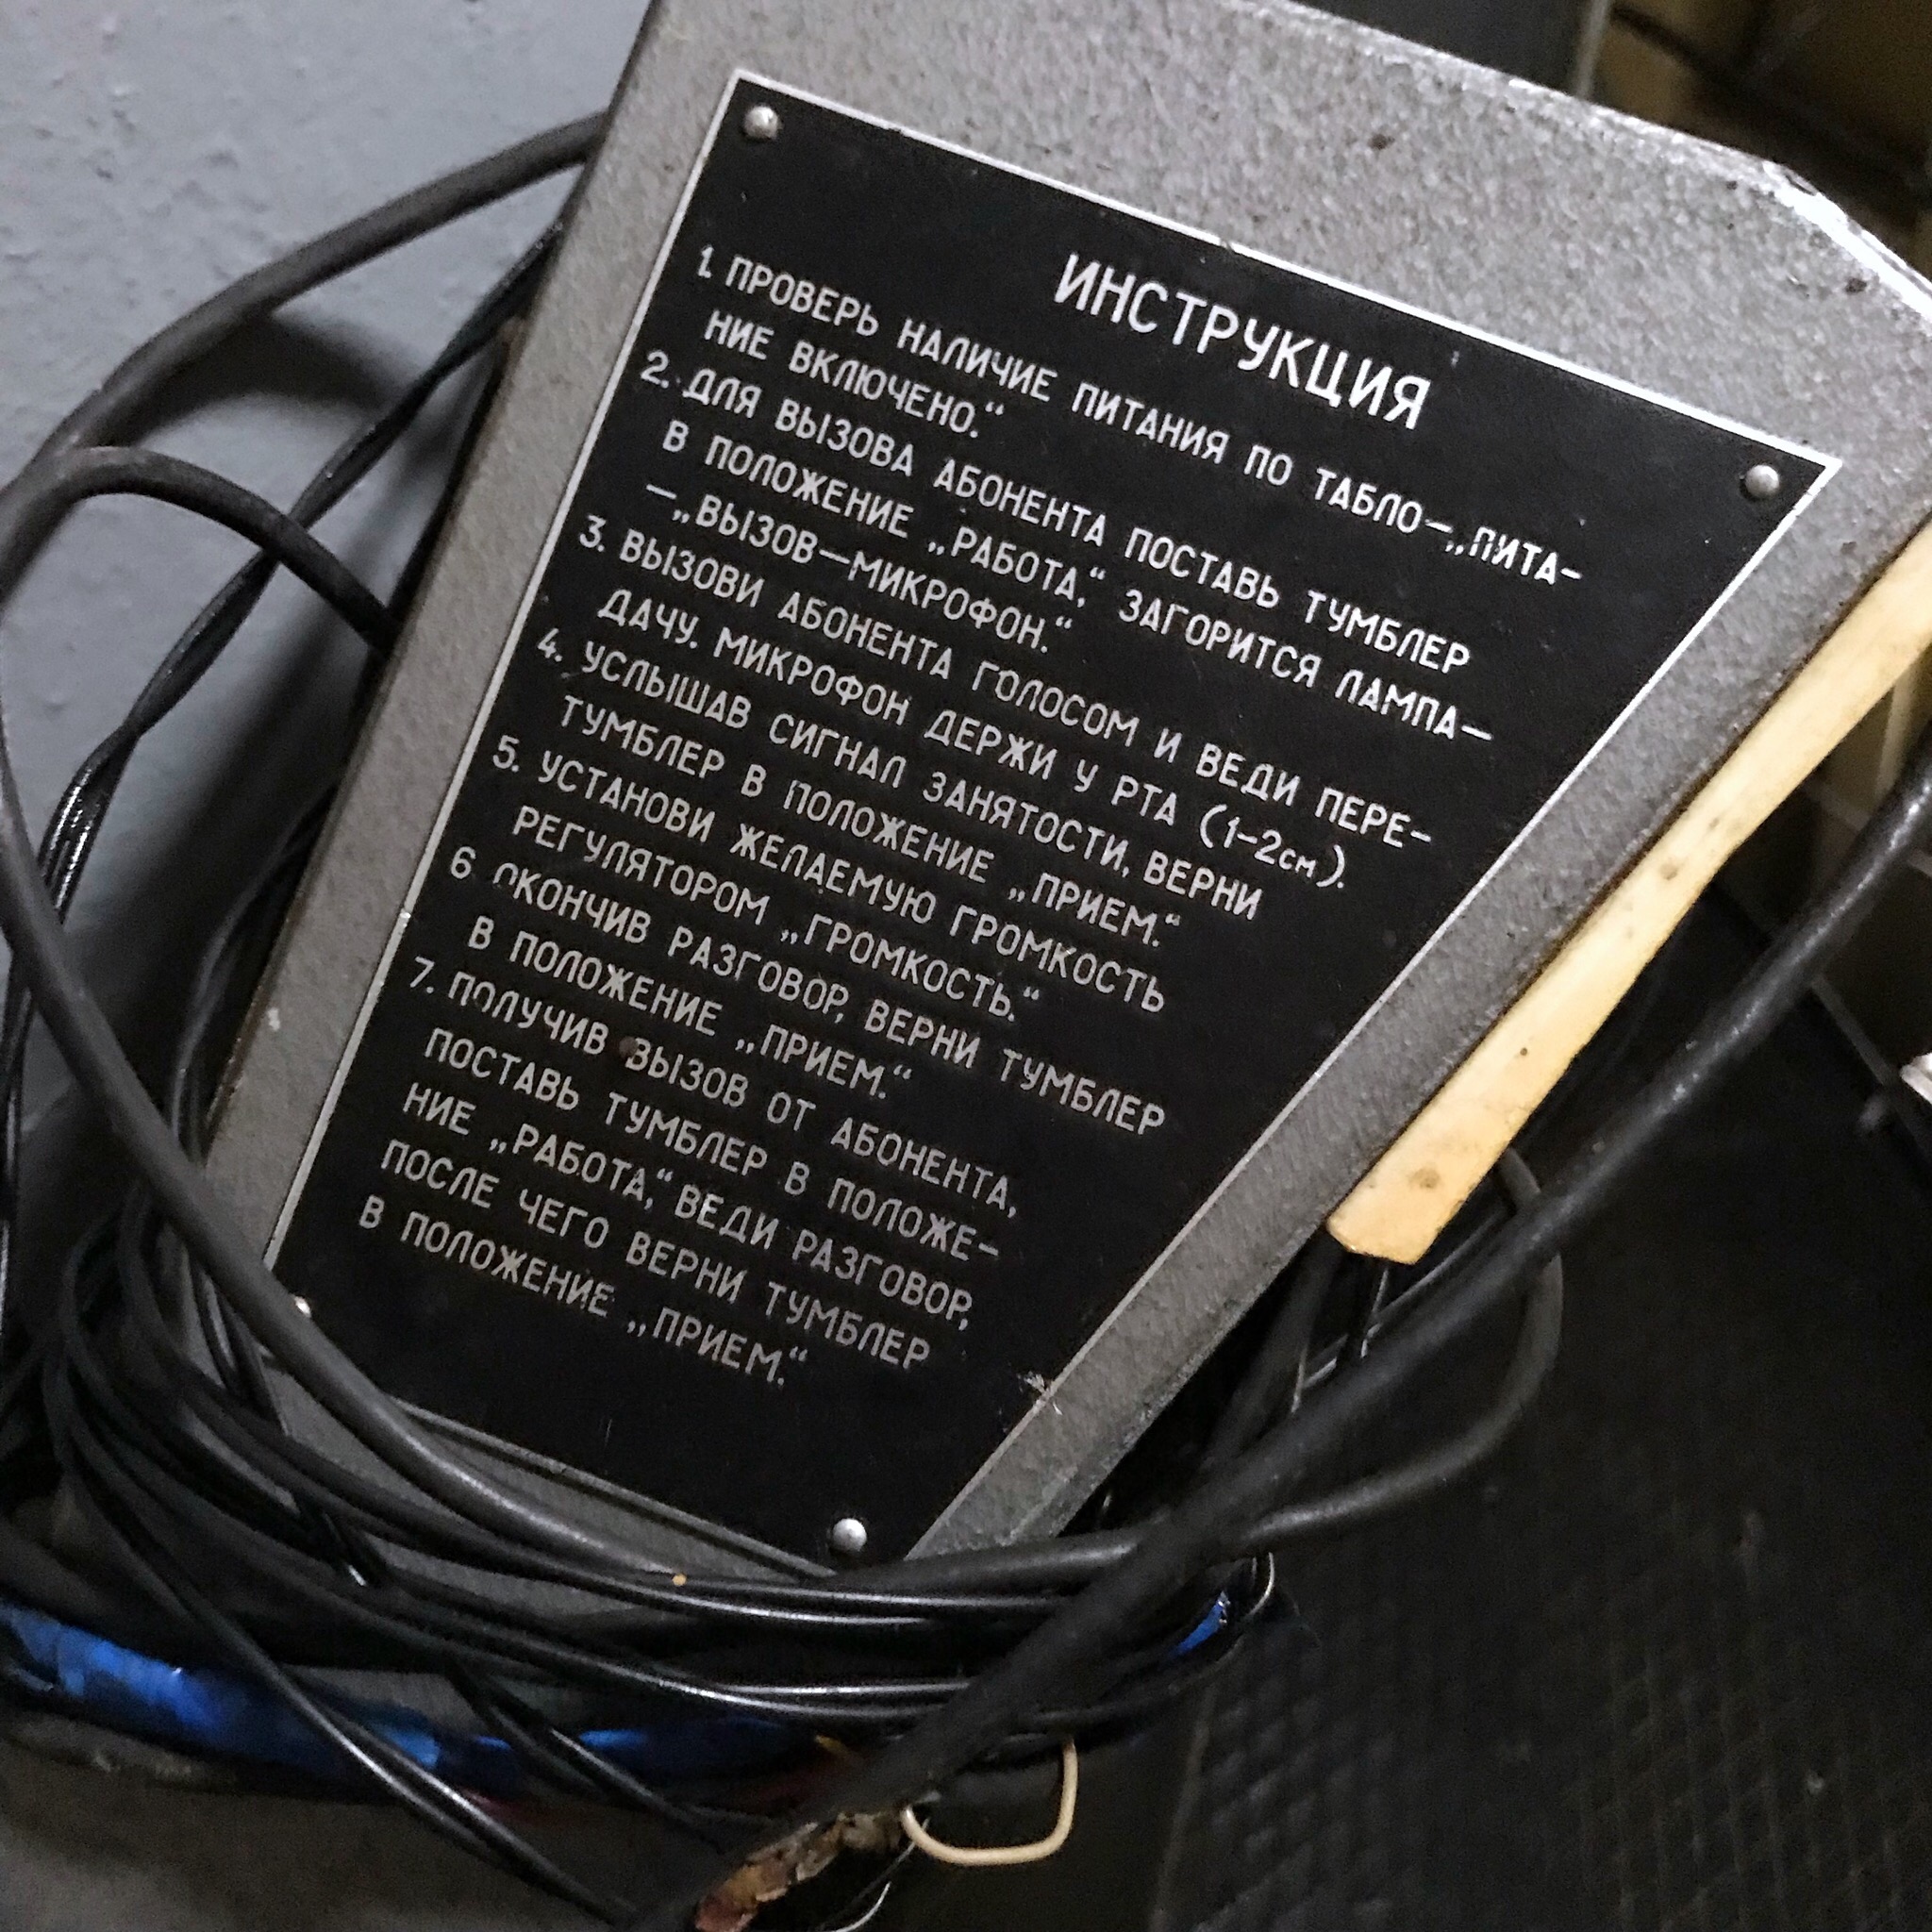 ИНСТРУКЦИЯ
1. ПРОВЕРЬ НАЛИЧИЕ ПИТАНИЯ ПО ТАБЛО–„ПИТА-
НИЕ ВКЛЮЧЕНО.“
2. ДЛЯ ВЫЗОВА АБОНЕНТА ПОСТАВЬ ТУМБЛЕР
В ПОЛОЖЕНИЕ „РАБОТА,“ ЗАГОРИТСЯ ЛАМПА–
–„ВЫЗОВ–МИКРОФОН.“
3. ВЫЗОВИ АБОНЕНТА ГОЛОСОМ И ВЕДИ ПЕРЕ-
ДАЧУ. МИКРОФОН ДЕРЖИ У РТА (1-2см).
4. УСЛЫШАВ СИГНАЛ ЗАНЯТОСТИ, ВЕРНИ
ТУМБЛЕР В ПОЛОЖЕНИЕ „ПРИЕМ.“
5. УСТАНОВИ ЖЕЛАЕМУЮ ГРОМКОСТЬ
РЕГУЛЯТОРОМ „ГРОМКОСТЬ.“
6 ОКОНЧИВ РАЗГОВОР, ВЕРНИ ТУМБЛЕР
В ПОЛОЖЕНИЕ „ПРИЕМ.“
7. ПОЛУЧИВ ВЫЗОВ ОТ АБОНЕНТА,
ПОСТАВЬ ТУМБЛЕР В ПОЛОЖЕ-
НИЕ „РАБОТА,“ ВЕДИ РАЗГОВОР,
ПОСЛЕ ЧЕГО ВЕРНИ ТУМБЛЕР
В ПОЛОЖЕНИЕ „ПРИЕМ.“